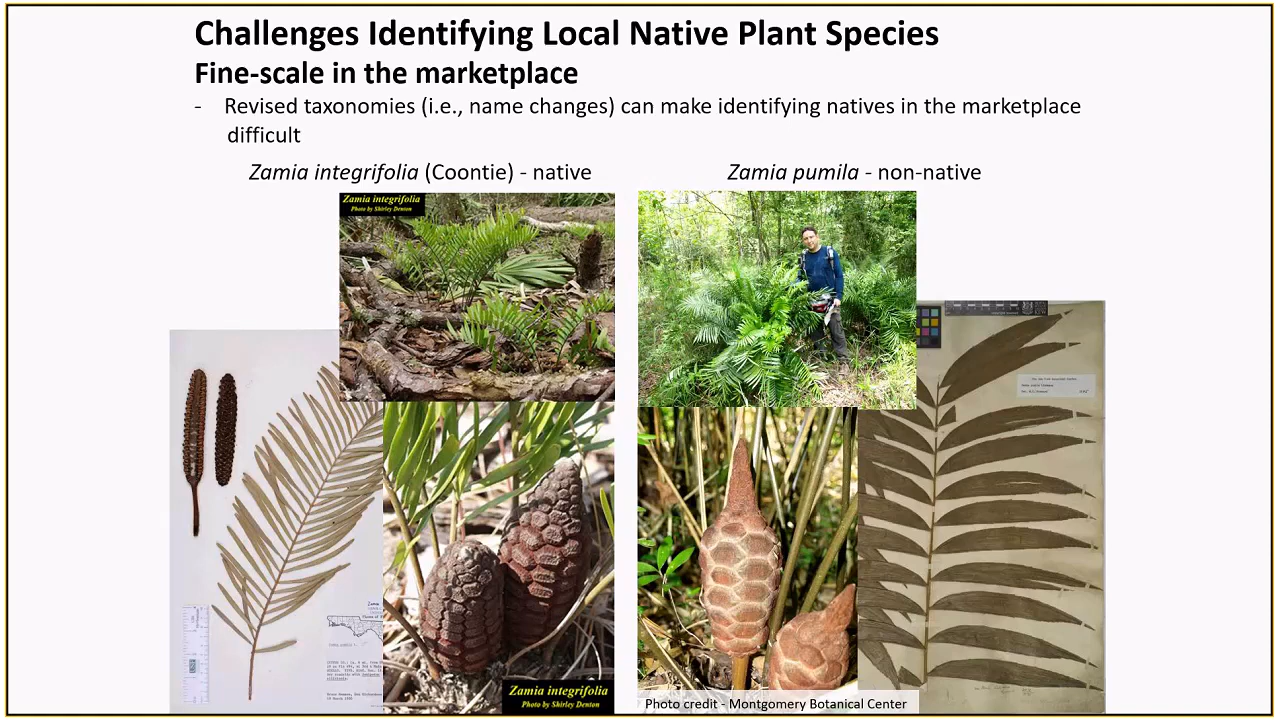 Challenges Identifying Local Native Plant Species
Fine-scale in the marketplace
- Revised taxonomies (i.e., name changes) can make identifying natives in the marketplace
difficult
Zamia integrifolia (Coontie) - native
Zamia pumila - non-native
Zamia integrifolia
Photo by Shirley Denton
Zamia integrifolia
Photo by Shirley Denton
Photo credit - Montgomery Botanical Center